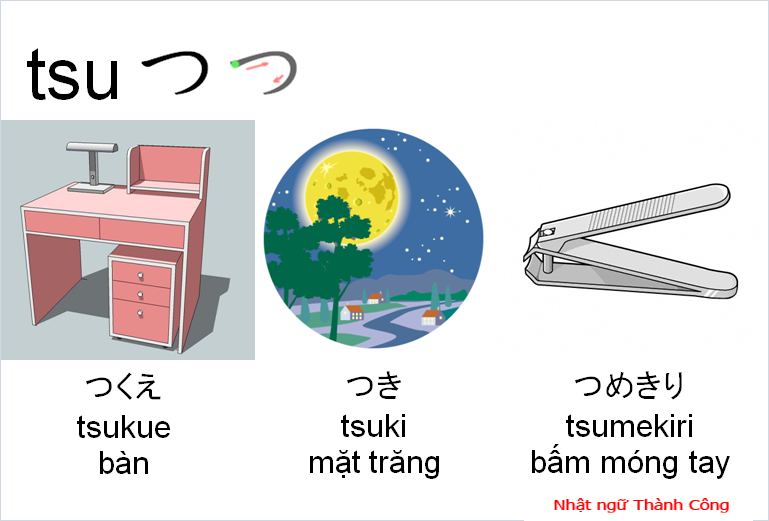 tsu つ つ
つくえ
tsukue
bàn
つき
tsuki
mặt trăng
つめきり
tsumekiri
bấm móng tay
Nhật ngữ Thành Công